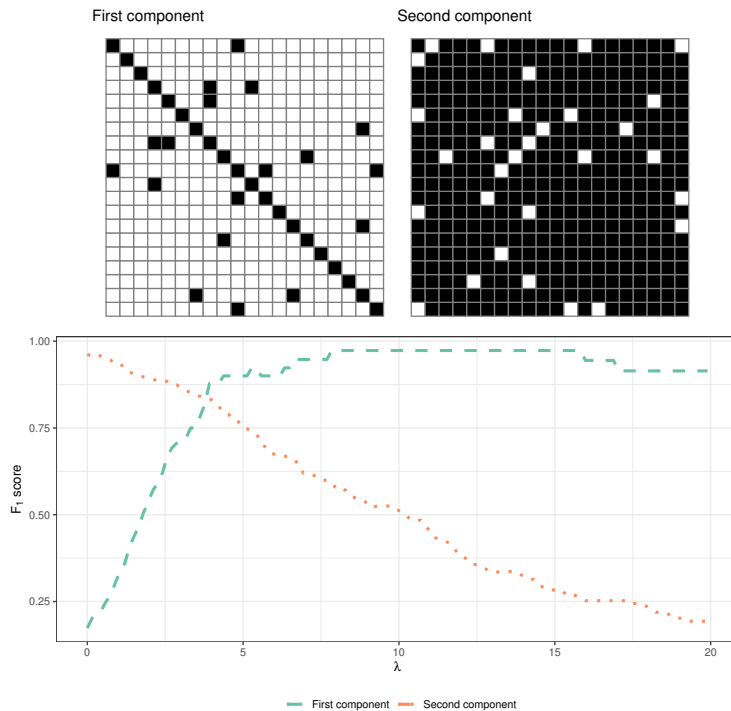 First component Second component
1.00
0.75
0.50
0.25
F₁ score
0 5 10 15 20
λ
First component Second component